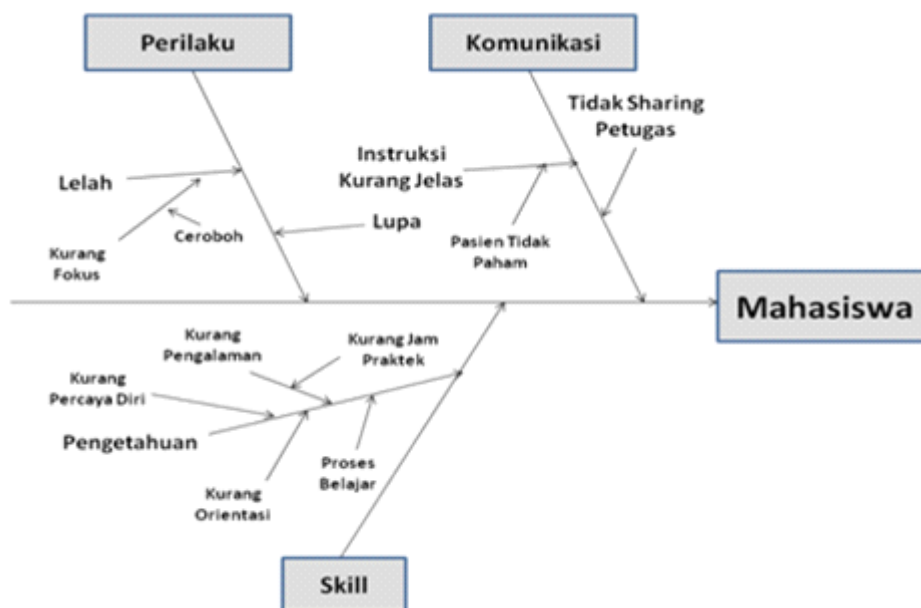 Perilaku
Komunikasi
Tidak Sharing
Petugas
Instruksi
Kurang Jelas
Lelah
Lupa
Ceroboh
Kurang
Fokus
Pasien Tidak
Paham
Mahasiswa
Kurang
Pengalaman
Kurang Jam
Praktek
Kurang
Percaya Diri
Pengetahuan
Proses
Belajar
Kurang
Orientasi
Skill